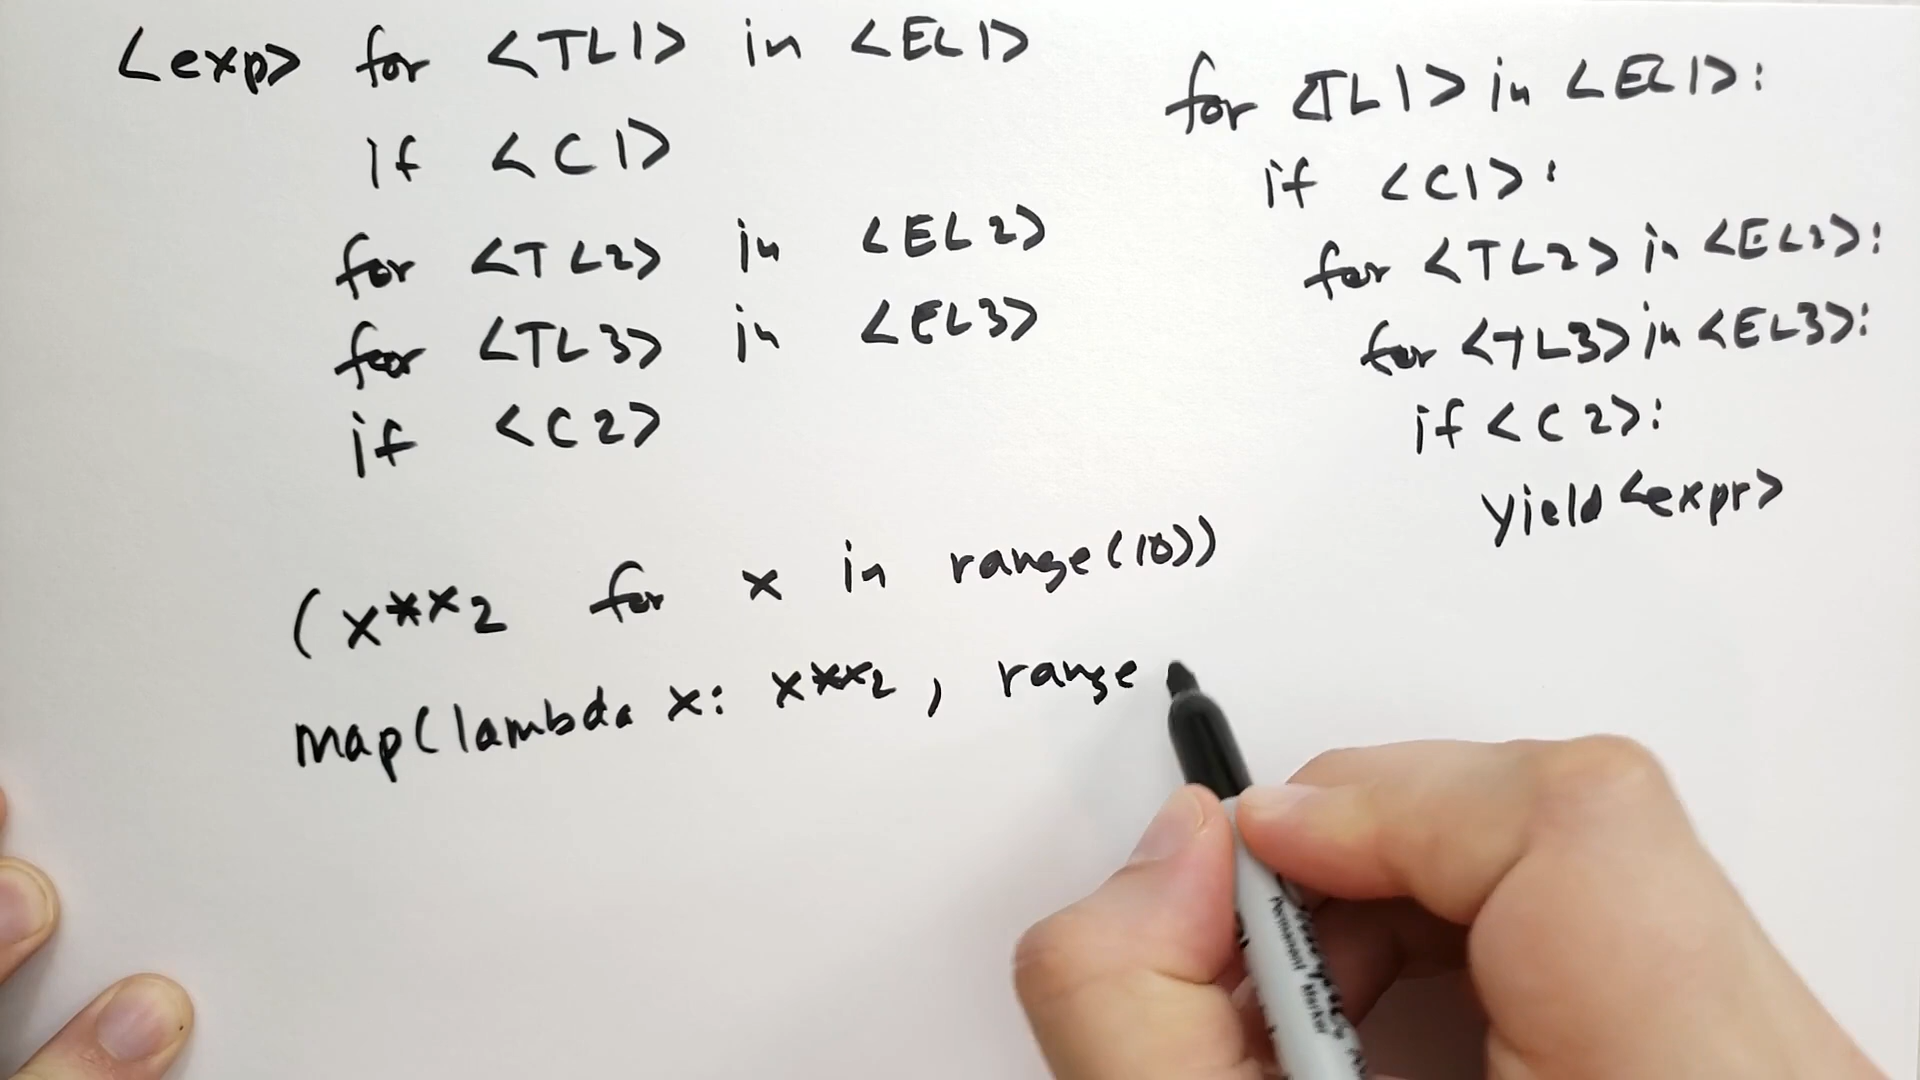 <exp> for <TL1> in <EL1>
if <C1>
for <TL2> in <EL2>
for <TL3> in <EL3>
if <C2>
for <TL1> in <EL1>:
if <C1>:
for <TL2> in <EL2>:
for <TL3> in <EL3>:
if <C2>:
yield <expr>
(x**2 for x in range(10))
map(lambda x: x**2, range
Permanent Marker